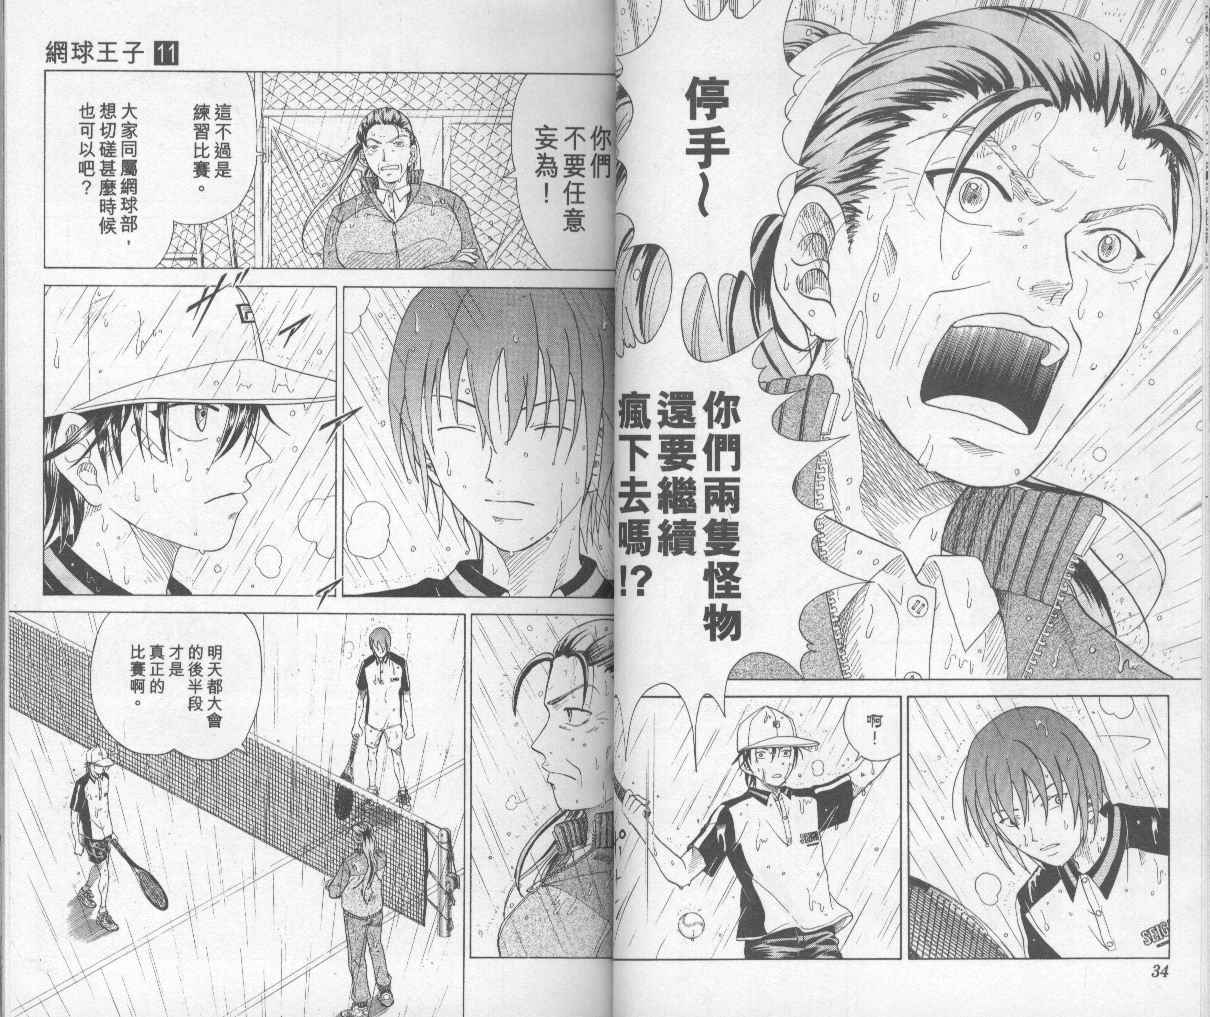 停手～
你們兩隻怪物
還要繼續
瘋下去嗎!?
啊！
SEIG
34
網球王子 11
你們
不要任意
妄為！
這不過是
練習比賽。
大家同屬網球部，
想切磋甚麼時候
也可以吧？
明天都大會
的後半段
才是
真正的
比賽啊。